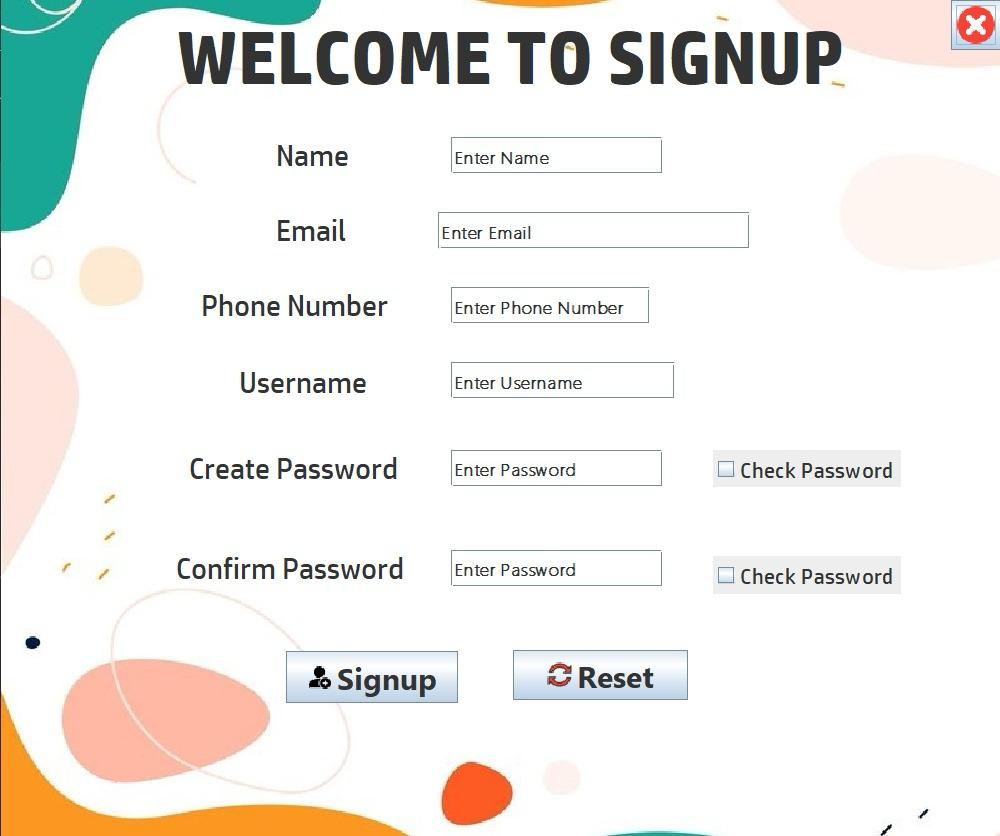 WELCOME TO SIGNUP
Name Enter Name
Email Enter Email
Phone Number Enter Phone Number
Username Enter Username
Create Password Enter Password Check Password
Confirm Password Enter Password Check Password
Signup Reset